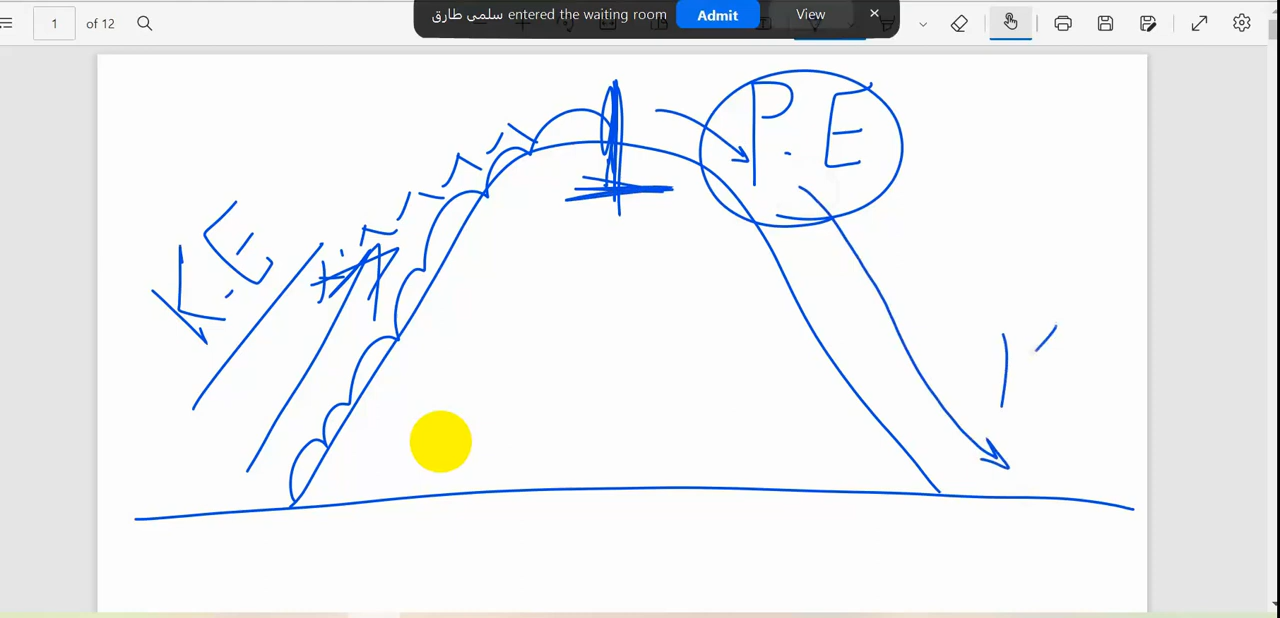 سلمى طارق entered the waiting room Admit View
1 of 12
P.E
K.E